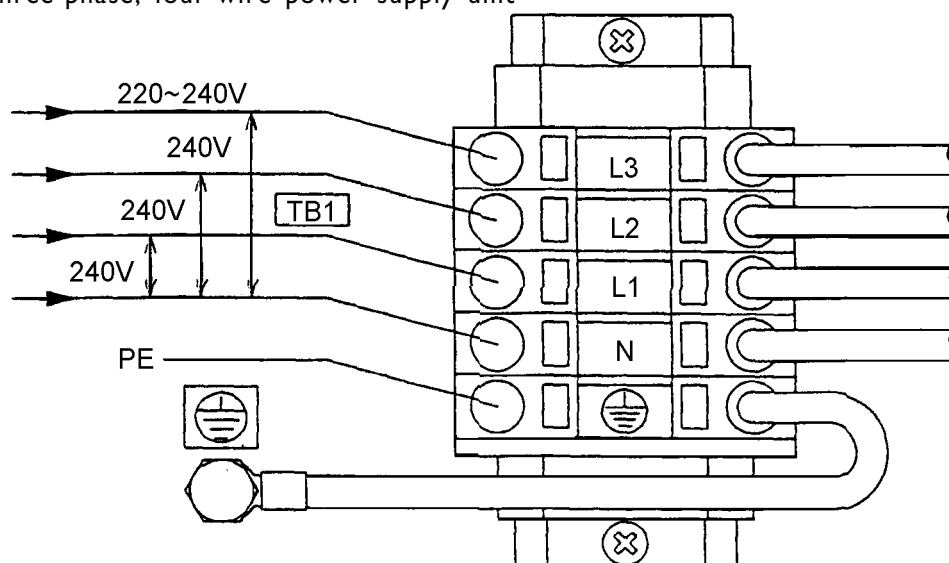 three-phase, four-wire power supply unit
220~240V
240V
L3
240V
TB1
L2
240V
L1
PE
N